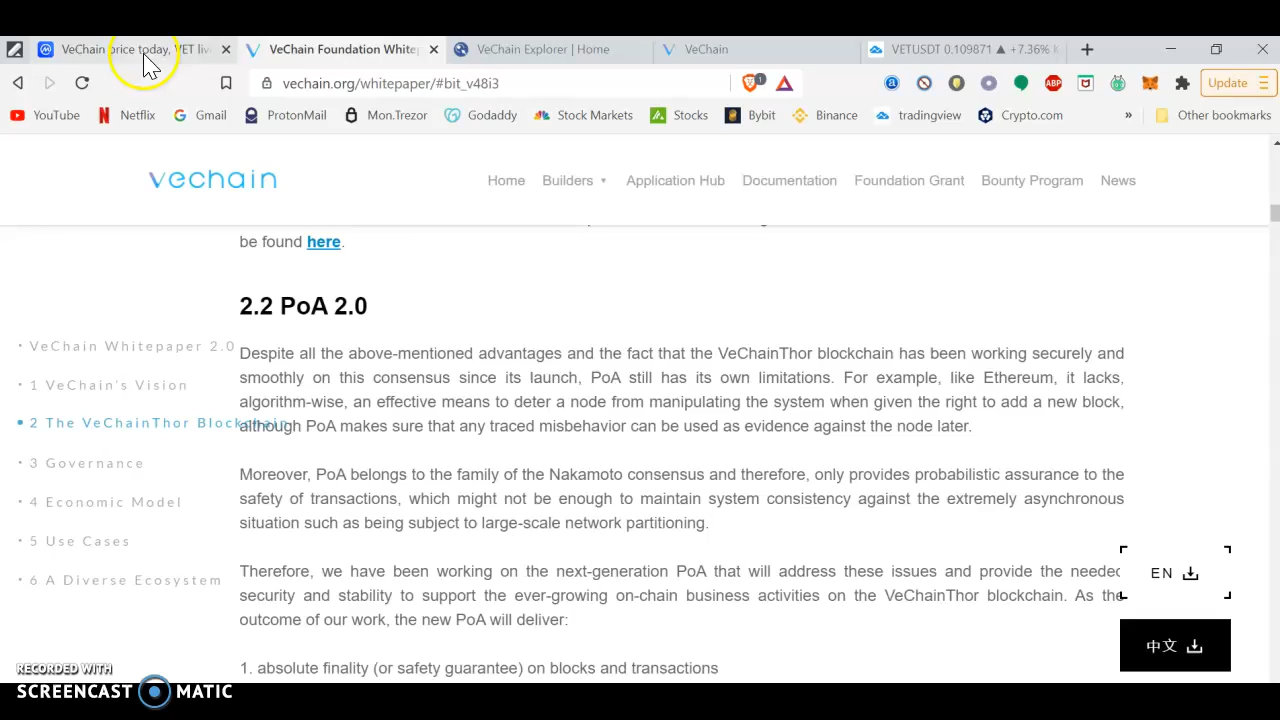 VeChain price today, VET live
VeChain Foundation White
VeChain Explorer | Home
VeChain
VETUSDT 0.109871 ▲ +7.36%
vechain.org/whitepaper/#bit_v48i3
1
Update
YouTube
Netflix
Gmail
ProtonMail
Mon.Trezor
Godaddy
Stock Markets
Stocks
Bybit
Binance
tradingview
Crypto.com
»
Other bookmarks
vechain
Home
Builders
Application Hub
Documentation
Foundation Grant
Bounty Program
News
be found here.
2.2 PoA 2.0
Despite all the above-mentioned advantages and the fact that the VeChainThor blockchain has been working securely and
smoothly on this consensus since its launch, PoA still has its own limitations. For example, like Ethereum, it lacks,
algorithm-wise, an effective means to deter a node from manipulating the system when given the right to add a new block,
although PoA makes sure that any traced misbehavior can be used as evidence against the node later.
Moreover, PoA belongs to the family of the Nakamoto consensus and therefore, only provides probabilistic assurance to the
safety of transactions, which might not be enough to maintain system consistency against the extremely asynchronous
situation such as being subject to large-scale network partitioning.
Therefore, we have been working on the next-generation PoA that will address these issues and provide the needed
security and stability to support the ever-growing on-chain business activities on the VeChainThor blockchain. As the
outcome of our work, the new PoA will deliver:
1. absolute finality (or safety guarantee) on blocks and transactions
• VeChain Whitepaper 2.0
• 1 VeChain's Vision
• 2 The VeChainThor Blockchain
• 3 Governance
• 4 Economic Model
• 5 Use Cases
• 6 A Diverse Ecosystem
EN
中文
RECORDED WITH
SCREENCAST MATIC